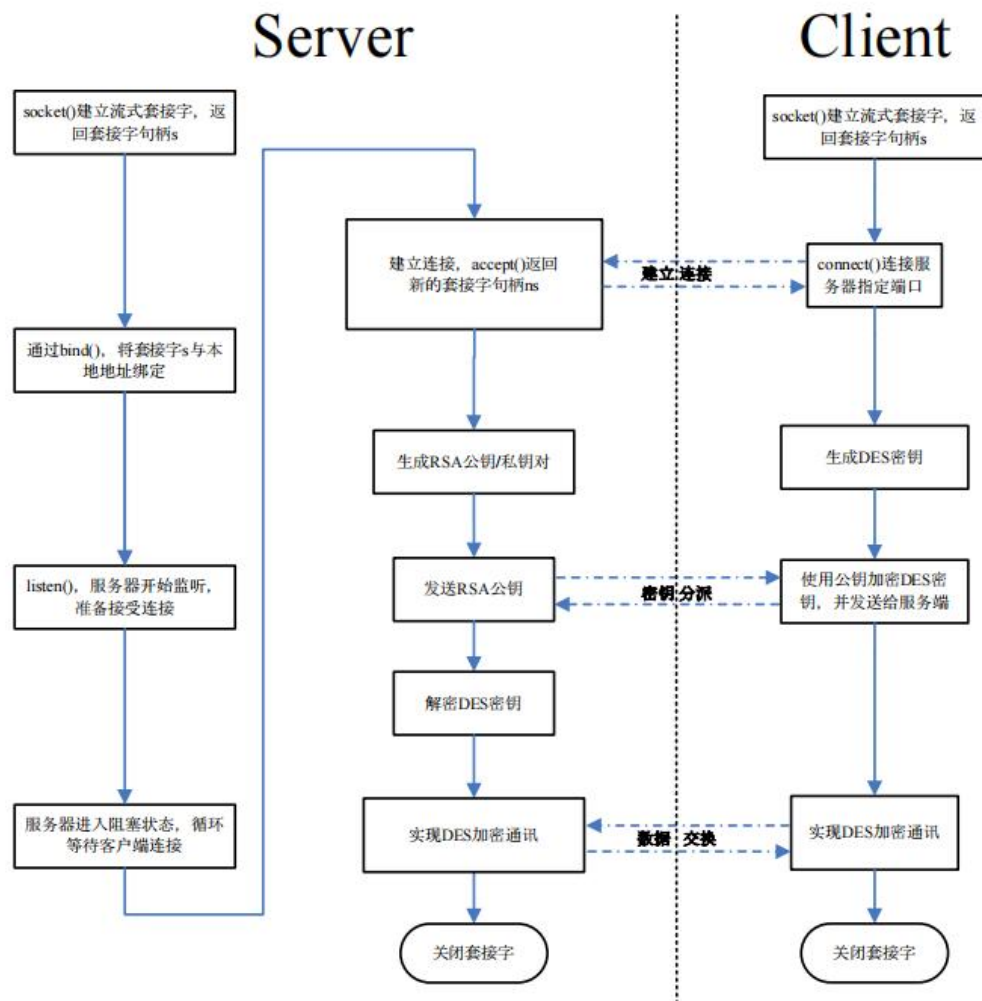 Server
Client
socket()建立流式套接字，返
回套接字句柄s
通过bind()，将套接字s与本
地地址绑定
listen()，服务器开始监听，
准备接受连接
服务器进入阻塞状态，循环
等待客户端连接
建立连接，accept()返回
新的套接字句柄ns
生成RSA公钥/私钥对
发送RSA公钥
解密DES密钥
实现DES加密通讯
关闭套接字
建立 连接
密钥 分派
数据 交换
socket()建立流式套接字，返
回套接字句柄s
connect()连接服
务器指定端口
生成DES密钥
使用公钥加密DES密
钥，并发送给服务端
实现DES加密通讯
关闭套接字